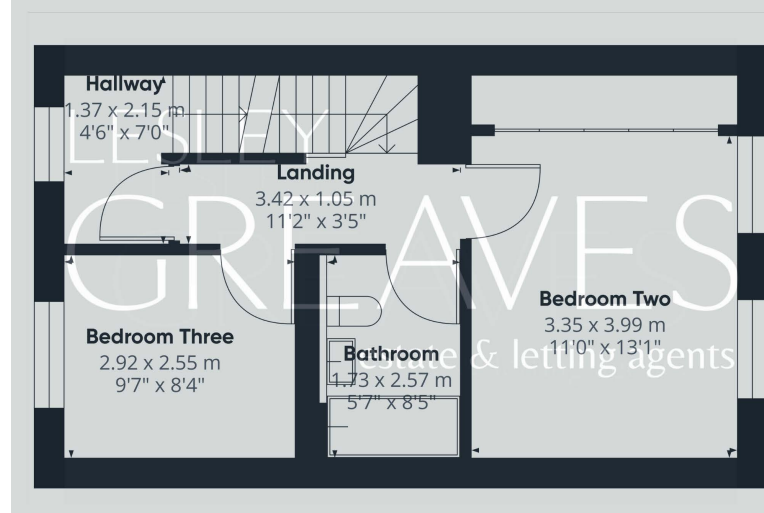 Hallway
1.37 x 2.15 m
4'6" x 7'0"
LESLEY
GREAVES
estate & letting agents
Landing
3.42 x 1.05 m
11'2" x 3'5"
Bedroom Two
3.35 x 3.99 m
11'0" x 13'1"
Bedroom Three
2.92 x 2.55 m
9'7" x 8'4"
Bathroom
1.73 x 2.57 m
5'7" x 8'5"